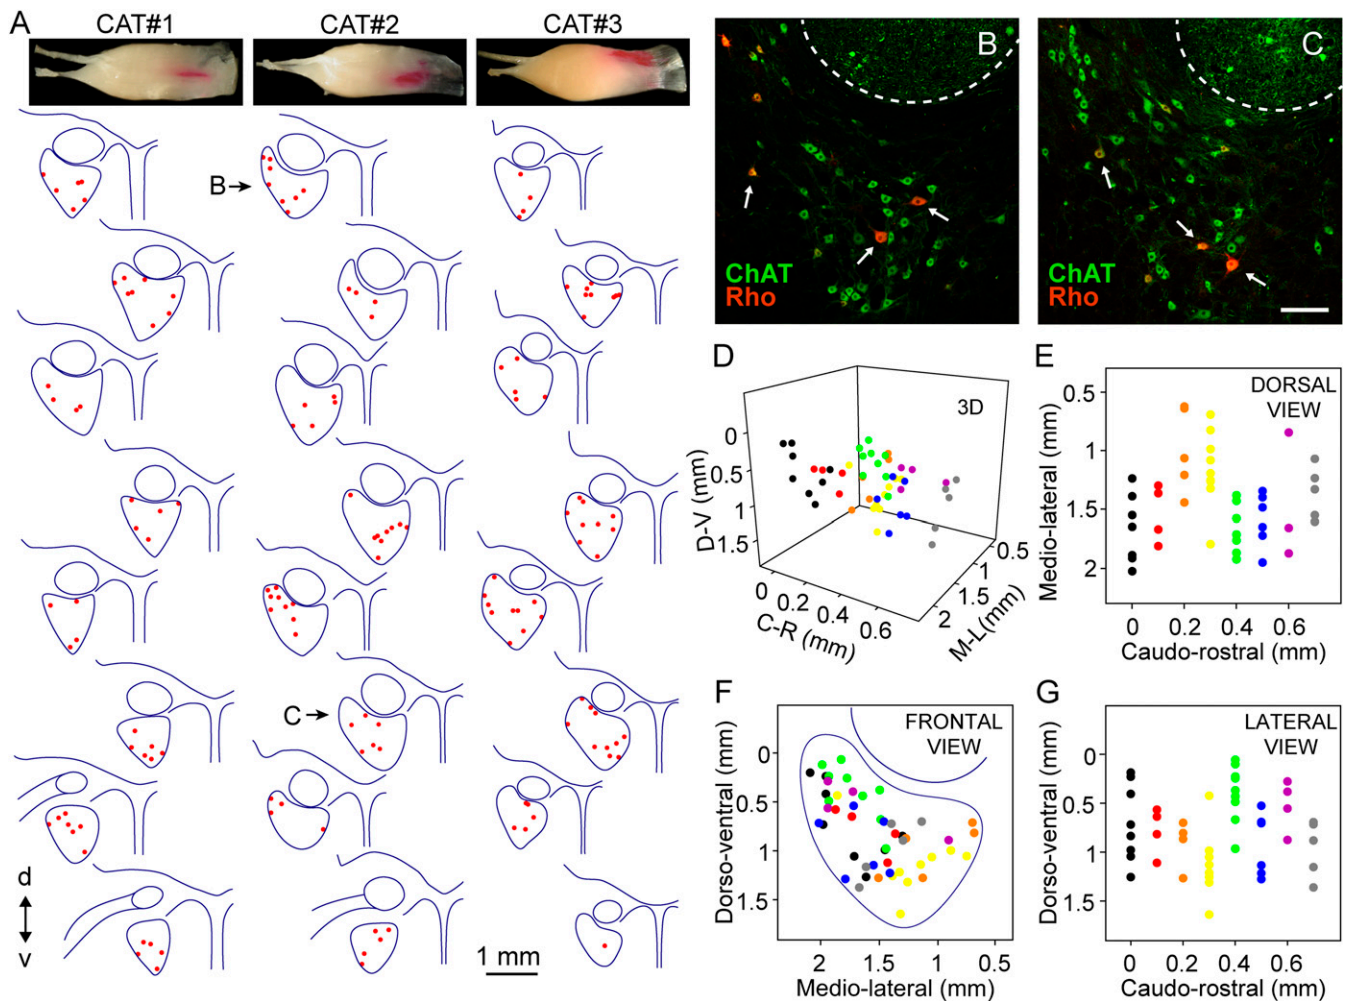 A
CAT#1 CAT#2 CAT#3
B
C
d
v
1 mm
B
ChAT
Rho
C
ChAT
Rho
D
3D
D-V (mm)
0
0.5
1
1.5
C-R (mm)
0 0.2 0.4 0.6
M-L(mm)
2 1.5 1 0.5
E
DORSAL
VIEW
Medio-lateral (mm)
0.5
1
1.5
2
0 0.2 0.4 0.6
Caudo-rostral (mm)
F
FRONTAL
VIEW
Dorso-ventral (mm)
0
0.5
1
1.5
2 1.5 1 0.5
Medio-lateral (mm)
G
LATERAL
VIEW
Dorso-ventral (mm)
0
0.5
1
1.5
0 0.2 0.4 0.6
Caudo-rostral (mm)